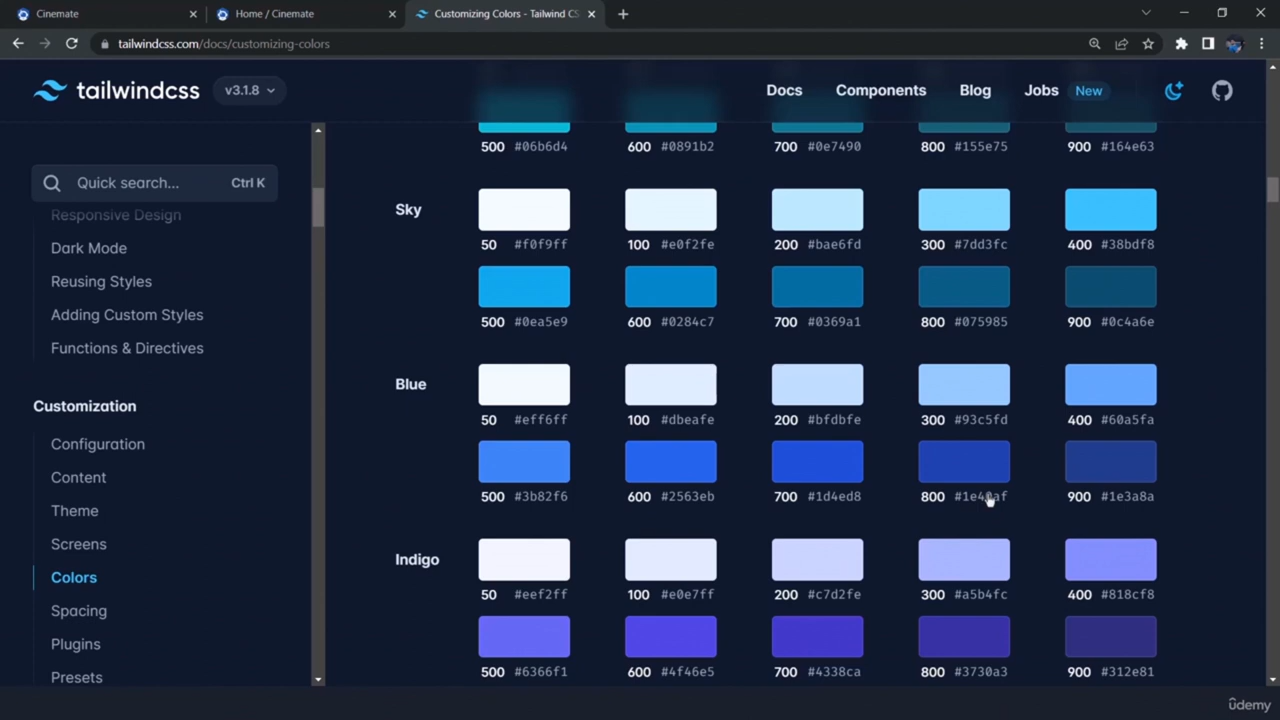 Cinemate
Home / Cinemate
Customizing Colors - Tailwind CS
tailwindcss.com/docs/customizing-colors
tailwindcss
v3.1.8
Docs
Components
Blog
Jobs
New
Quick search...
Ctrl K
Responsive Design
Dark Mode
Reusing Styles
Adding Custom Styles
Functions & Directives
Customization
Configuration
Content
Theme
Screens
Colors
Spacing
Plugins
Presets
500 #06b6d4 600 #0891b2 700 #0e7490 800 #155e75 900 #164e63
Sky
50 #f0f9ff 100 #e0f2fe 200 #bae6fd 300 #7dd3fc 400 #38bdf8
500 #0ea5e9 600 #0284c7 700 #0369a1 800 #075985 900 #0c4a6e
Blue
50 #eff6ff 100 #dbeafe 200 #bfdbfe 300 #93c5fd 400 #60a5fa
500 #3b82f6 600 #2563eb 700 #1d4ed8 800 #1e40af 900 #1e3a8a
Indigo
50 #eef2ff 100 #e0e7ff 200 #c7d2fe 300 #a5b4fc 400 #818cf8
500 #6366f1 600 #4f46e5 700 #4338ca 800 #3730a3 900 #312e81
ûdemy